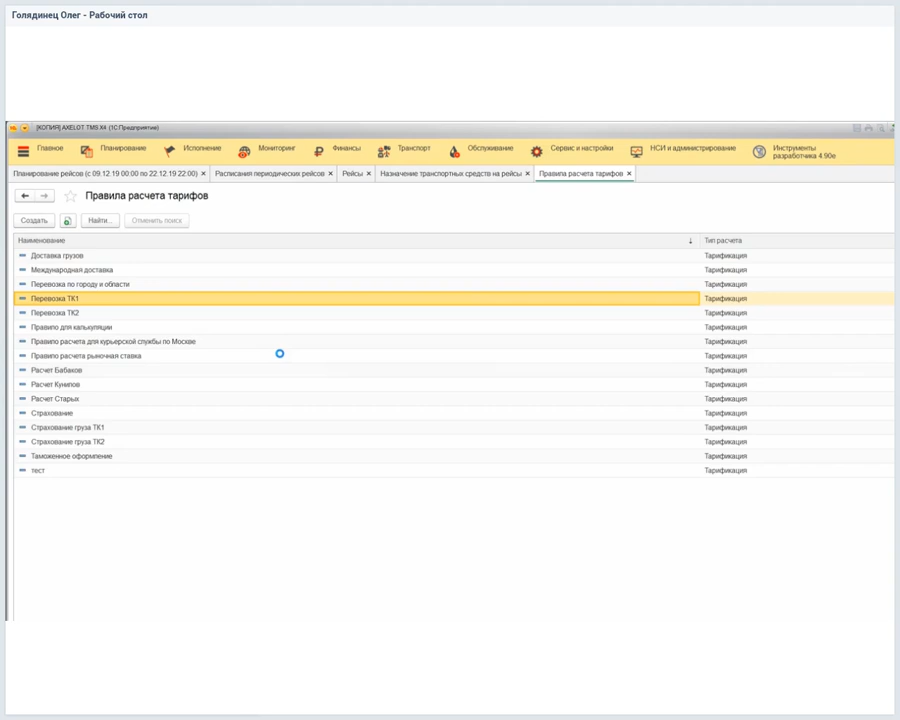 Голядинец Олег - Рабочий стол
[КОПИЯ] AXELOT TMS X4 (1С:Предприятие)
Главное Планирование Исполнение Мониторинг Финансы Транспорт Обслуживание Сервис и настройки НСИ и администрирование Инструменты разработчика 4.90e
Планирование рейсов (с 09.12.19 00:00 по 22.12.19 22:00) × Расписания периодических рейсов × Рейсы × Назначение транспортных средств на рейсы × Правила расчета тарифов ×
Правила расчета тарифов
Создать Найти... Отменить поиск
Наименование ↓ Тип расчета
Доставка грузов Тарификация
Международная доставка Тарификация
Перевозка по городу и области Тарификация
Перевозка ТК1 Тарификация
Перевозка ТК2 Тарификация
Правило для калькуляции Тарификация
Правило расчета для курьерской службы по Москве Тарификация
Правило расчета рыночная ставка Тарификация
Расчет Бабаков Тарификация
Расчет Кунилов Тарификация
Расчет Старых Тарификация
Страхование Тарификация
Страхование груза ТК1 Тарификация
Страхование груза ТК2 Тарификация
Таможенное оформление Тарификация
тест Тарификация